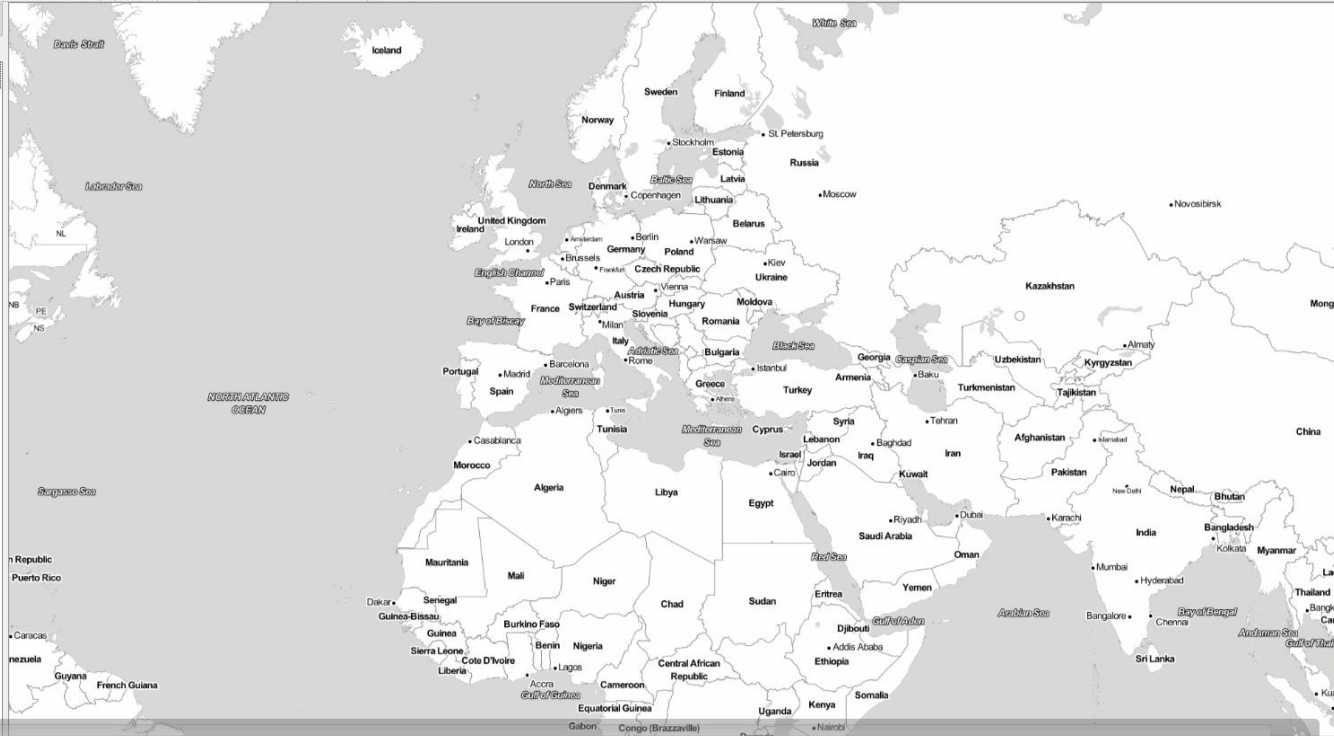 Davis Strait
White Sea
Iceland
Sweden
Finland
Norway
St. Petersburg
Stockholm
Estonia
Russia
Labrador Sea
North Sea
Denmark
Baltic Sea
Latvia
Copenhagen
Lithuania
Moscow
Novosibirsk
NL
United Kingdom
Ireland
Belarus
London
Amsterdam
Berlin
Warsaw
Germany
Poland
Brussels
Kiev
English Channel
Frankfurt
Czech Republic
Ukraine
Paris
Vienna
Kazakhstan
Austria
NB
PE
France
Switzerland
Hungary
Moldova
Mong
Slovenia
NS
Bay of Biscay
Milan
Romania
Italy
Black Sea
Almaty
Adriatic Sea
Bulgaria
Georgia
Caspian Sea
Uzbekistan
Kyrgyzstan
Rome
Barcelona
Portugal
Madrid
Istanbul
Armenia
Baku
Mediterranean
Sea
Greece
Spain
Turkey
Turkmenistan
Tajikistan
NORTH ATLANTIC
OCEAN
Athens
Algiers
Tunis
Tunisia
Mediterranean
Sea
Cyprus
Syria
Tehran
China
Casablanca
Lebanon
Baghdad
Afghanistan
Islamabad
Israel
Iraq
Iran
Morocco
Jordan
Cairo
Kuwait
Pakistan
Algeria
Libya
Egypt
New Delhi
Nepal
Bhutan
Sargasso Sea
Riyadh
Dubai
Karachi
Saudi Arabia
India
Bangladesh
Kolkata
Myanmar
n Republic
Puerto Rico
Mauritania
Mali
Niger
Red Sea
Oman
Mumbai
Hyderabad
La
Thailand
Yemen
Eritrea
Chad
Sudan
Dakar
Senegal
Guinea-Bissau
Arabian Sea
Bay of Bengal
Bangk
Bangalore
Chennai
Ca
Burkino Faso
Gulf of Aden
Djibouti
Caracas
Guinea
Andaman Sea
Gulf of Thai
Benin
Nigeria
Addis Ababa
Sierra Leone
Cote D'Ivoire
nezuela
Central African
Republic
Ethiopia
Sri Lanka
Liberia
Lagos
Guyana
French Guiana
Accra
Cameroon
Gulf of Guinea
Somalia
Kua
Equatorial Guinea
Uganda
Kenya
Gabon
Congo (Brazzaville)
Nairobi